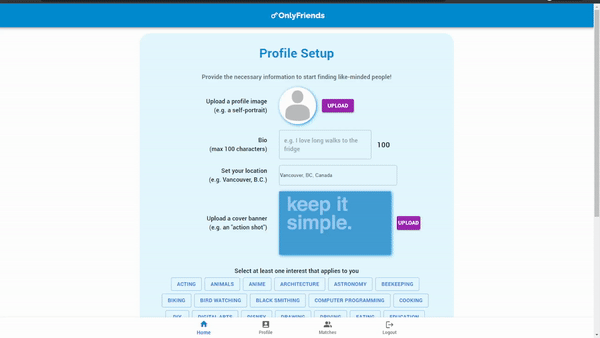 OnlyFriends
Profile Setup
Provide the necessary information to start finding like-minded people!
Upload a profile image
(e.g. a self-portrait)
UPLOAD
Bio
(max 100 characters)
e.g. I love long walks to the
fridge
100
Set your location
(e.g. Vancouver, B.C.)
Vancouver, BC, Canada
Upload a cover banner
(e.g. an "action shot")
keep it
simple.
UPLOAD
Select at least one interest that applies to you
ACTING ANIMALS ANIME ARCHITECTURE ASTRONOMY BEEKEEPING
BIKING BIRD WATCHING BLACK SMITHING COMPUTER PROGRAMMING COOKING
DIY DIGITAL ARTS DISNEY DRAWING DRIVING EATING EDUCATION
Home Profile Matches Logout